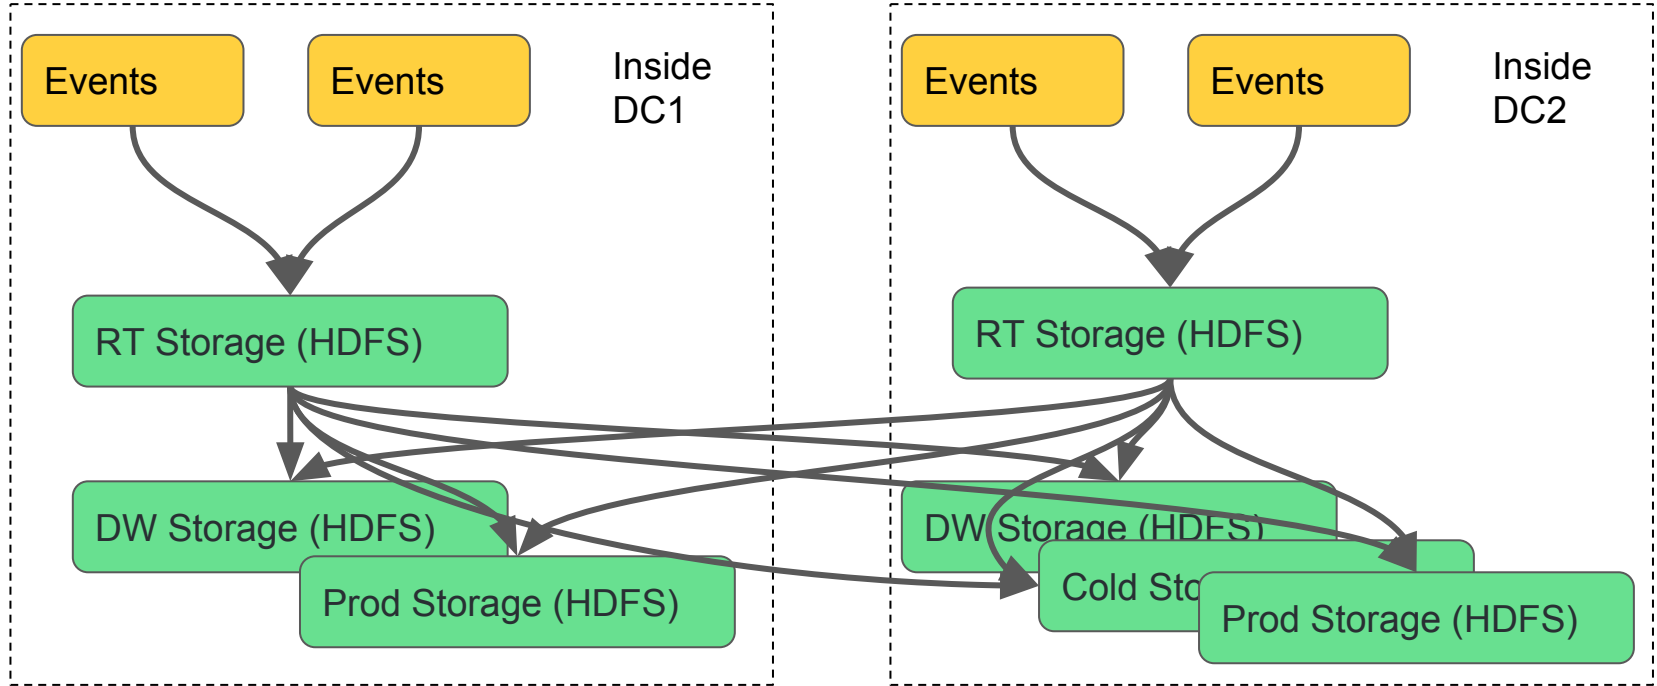 Events
Events
Inside
DC1
RT Storage (HDFS)
DW Storage (HDFS)
Prod Storage (HDFS)
Events
Events
Inside
DC2
RT Storage (HDFS)
DW Storage (HDFS)
Cold
Prod Storage (HDFS)